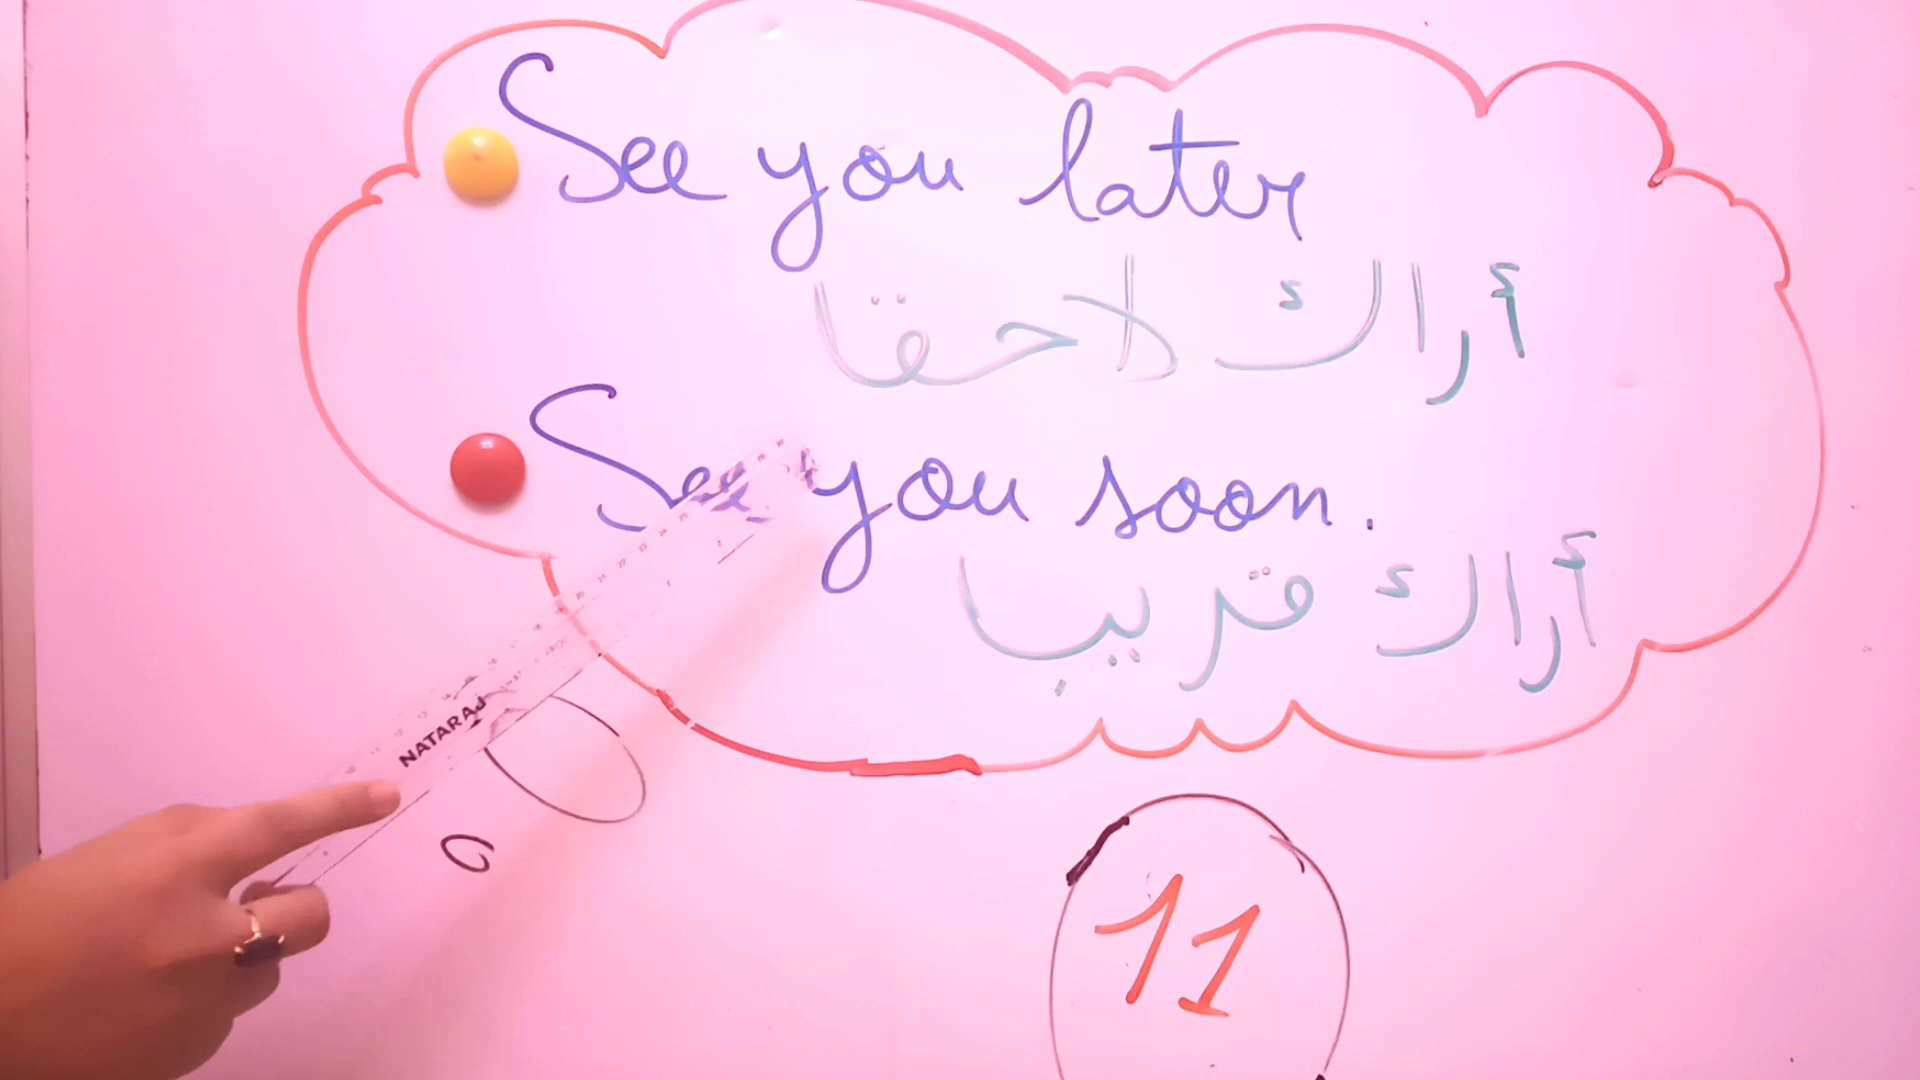 See you later
أراك لاحقا
See you soon.
أراك قريبا
NATARAJ
11